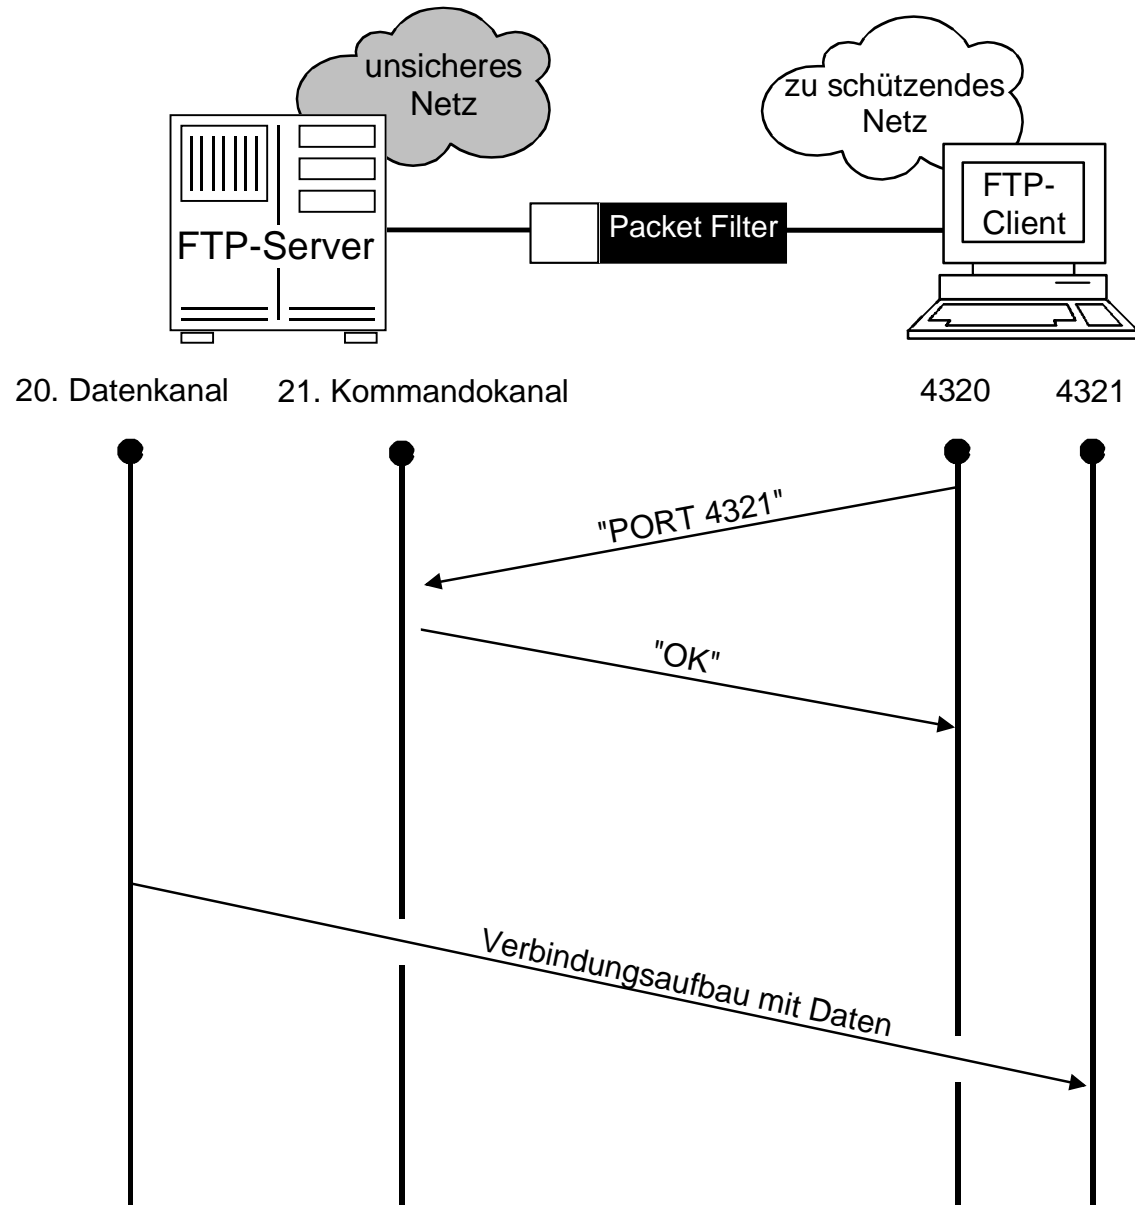 unsicheres
Netz
zu schützendes
Netz
FTP-Server
Packet Filter
FTP-
Client
20. Datenkanal
21. Kommandokanal
4320
4321
"PORT 4321"
"OK"
Verbindungsaufbau mit Daten